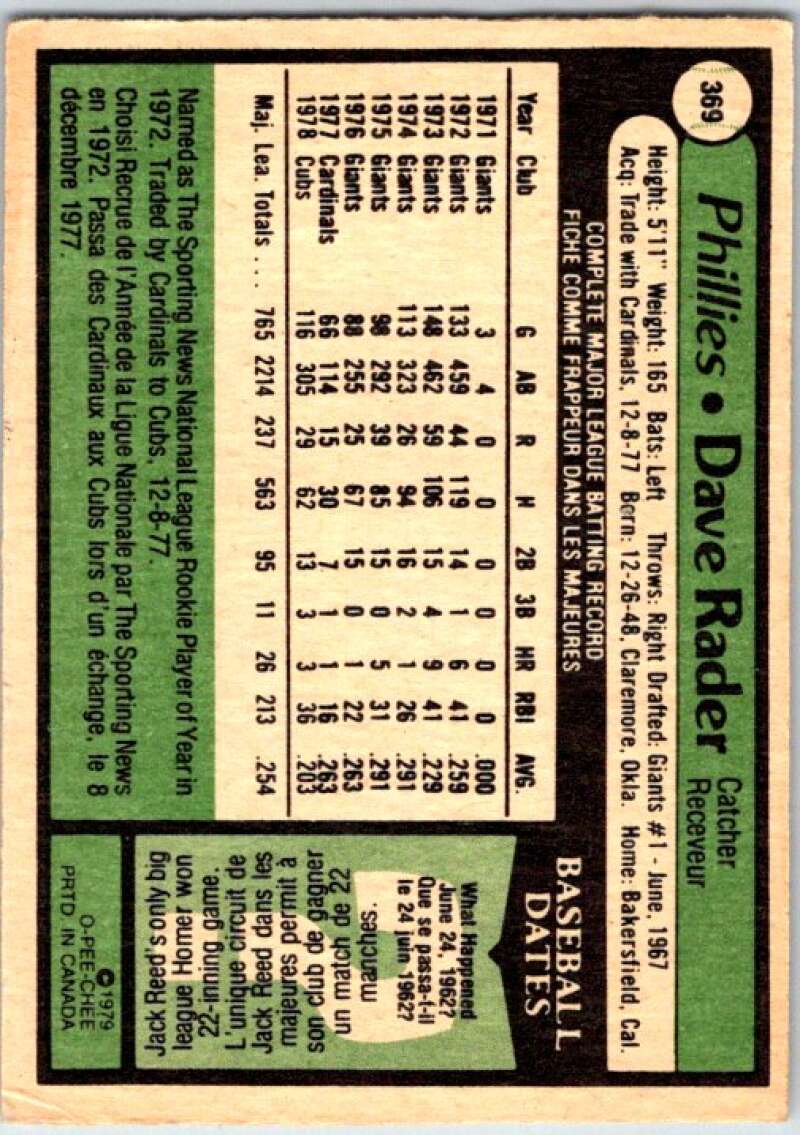 369
Phillies • Dave Rader Catcher
Receveur
Height: 5'11" Weight: 165 Bats: Left Throws: Right Drafted: Giants #1 - June, 1967
Acq: Trade with Cardinals, 12-8-77 Born: 12-26-48, Claremore, Okla. Home: Bakersfield, Cal.
COMPLETE MAJOR LEAGUE BATTING RECORD
FICHE COMME FRAPPEUR DANS LES MAJEURES
Year Club G AB R H 2B 3B HR RBI AVG.
1971 Giants 3 4 0 0 0 0 0 0 .000
1972 Giants 133 459 44 119 14 1 6 41 .259
1973 Giants 148 462 59 106 15 4 9 41 .229
1974 Giants 113 323 26 94 16 2 1 26 .291
1975 Giants 98 292 39 85 15 0 5 31 .291
1976 Giants 88 255 25 67 15 0 1 22 .263
1977 Cardinals 66 114 15 30 7 1 1 16 .263
1978 Cubs 116 305 29 62 13 3 3 36 .203
Maj. Lea. Totals . . . 765 2214 237 563 95 11 26 213 .254
Named as The Sporting News National League Rookie Player of Year in
1972. Traded by Cardinals to Cubs, 12-8-77.
Choisi Recrue de l'Année de la Ligue Nationale par The Sporting News
en 1972. Passa des Cardinaux aux Cubs lors d'un échange, le 8
décembre 1977.
BASEBALL
DATES
What Happened
June 24, 1962?
Que se passa-t-il
le 24 juin 1962?
Jack Reed's only big
league Homer won
22-inning game.
L'unique circuit de
Jack Reed dans les
majeures permit à
son club de gagner
un match de 22
manches.
©1979
O-PEE-CHEE
PRTD IN CANADA